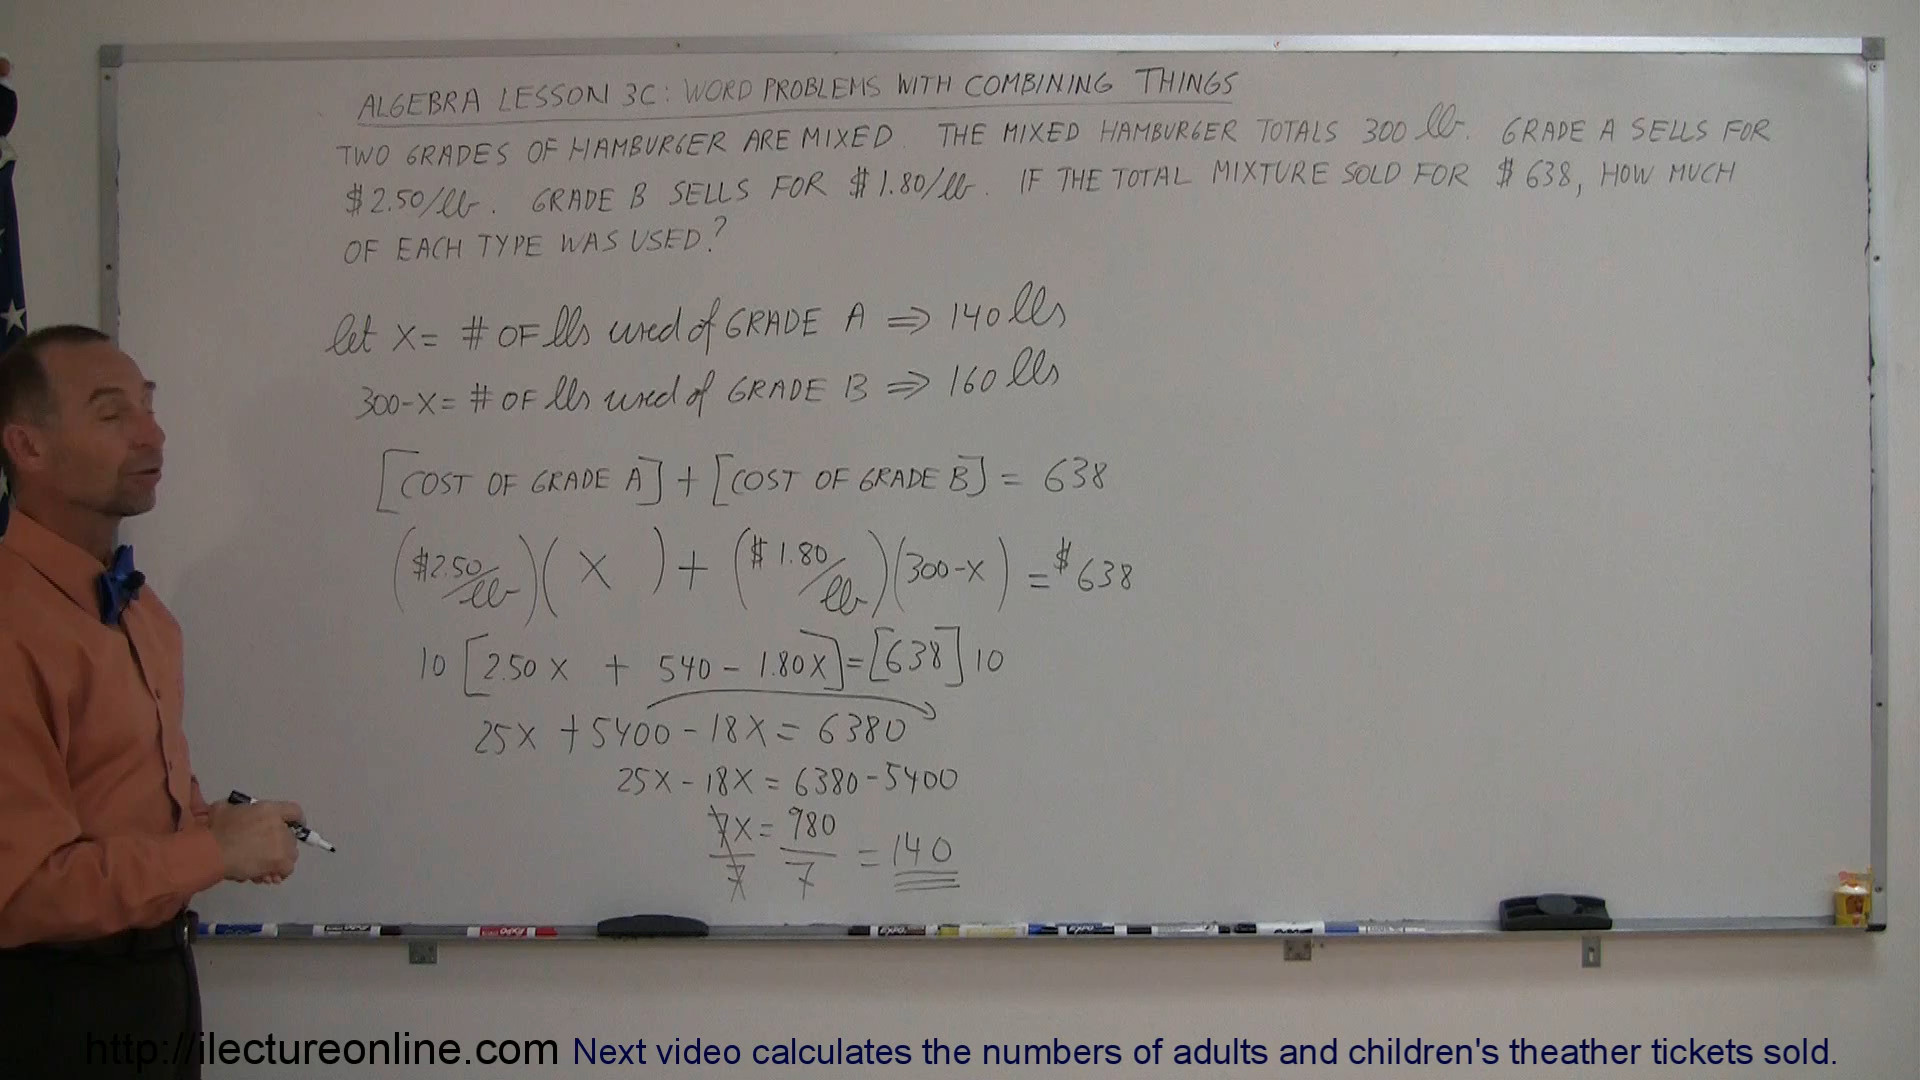 ALGEBRA LESSON 3C: WORD PROBLEMS WITH COMBINING THINGS
TWO GRADES OF HAMBURGER ARE MIXED. THE MIXED HAMBURGER TOTALS 300 lb. GRADE A SELLS FOR
$2.50/lb. GRADE B SELLS FOR $1.80/lb. IF THE TOTAL MIXTURE SOLD FOR $638, HOW MUCH
OF EACH TYPE WAS USED?
let X = # OF lbs used of GRADE A ⇒ 140 lbs
300-X = # OF lbs used of GRADE B ⇒ 160 lbs
[COST OF GRADE A] + [COST OF GRADE B] = 638
($2.50/lb)(X) + ($1.80/lb)(300-X) = $638
10 [2.50X + 540 - 1.80X] = [638] 10
25X + 5400 - 18X = 6380
25X - 18X = 6380 - 5400
7X/7 = 980/7 = 140
http://ilectureonline.com Next video calculates the numbers of adults and children's theather tickets sold.